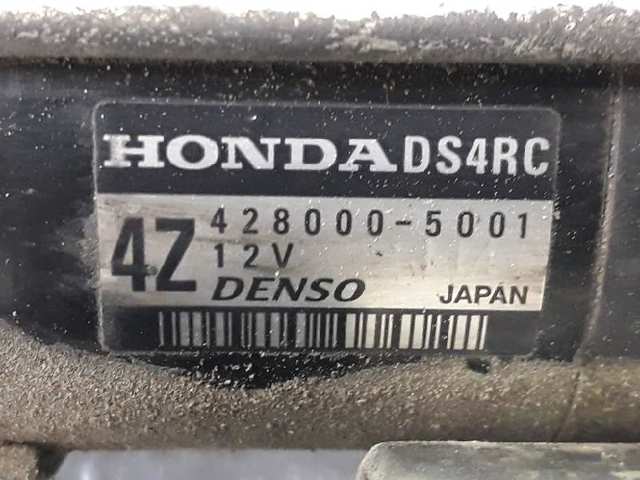 HONDA DS4RC
4Z 428000-5001
12V
DENSO JAPAN